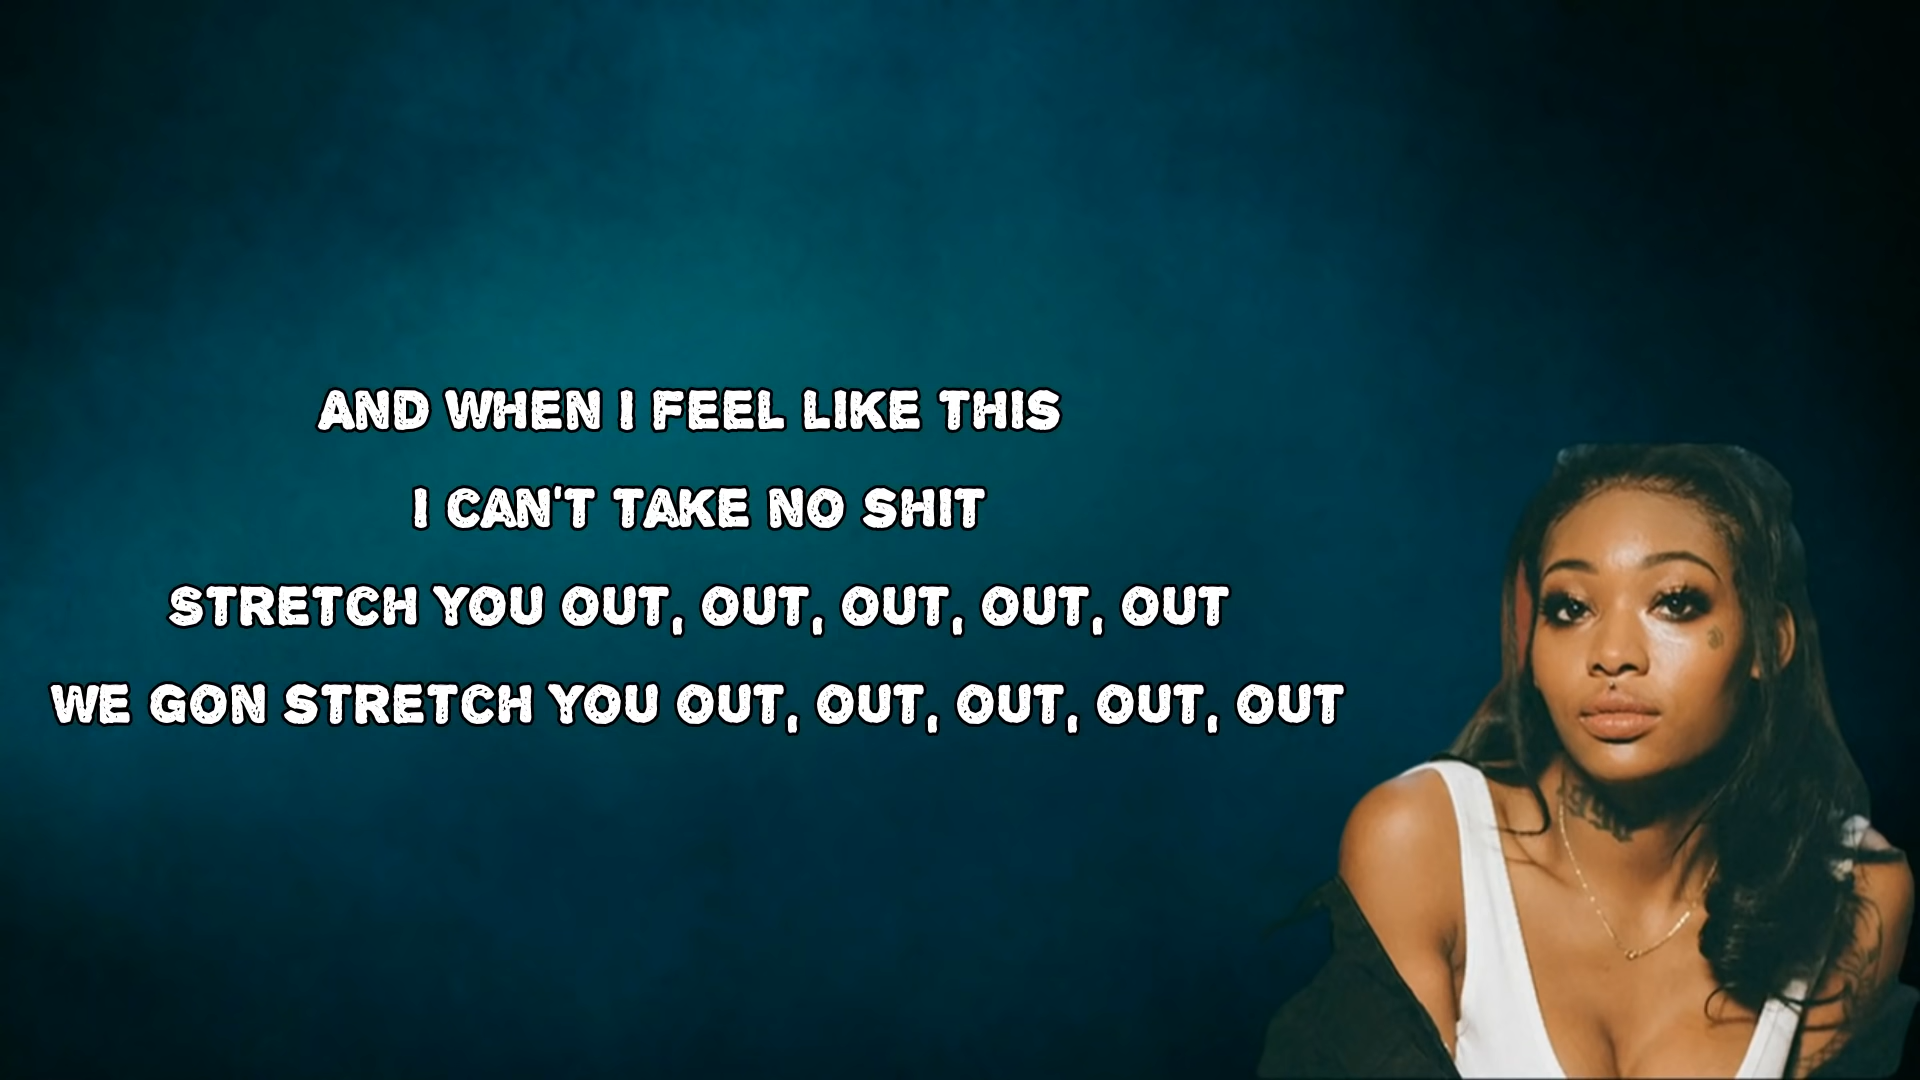 AND WHEN I FEEL LIKE THIS
I CAN'T TAKE NO SHIT
STRETCH YOU OUT, OUT, OUT, OUT, OUT
WE GON STRETCH YOU OUT, OUT, OUT, OUT, OUT